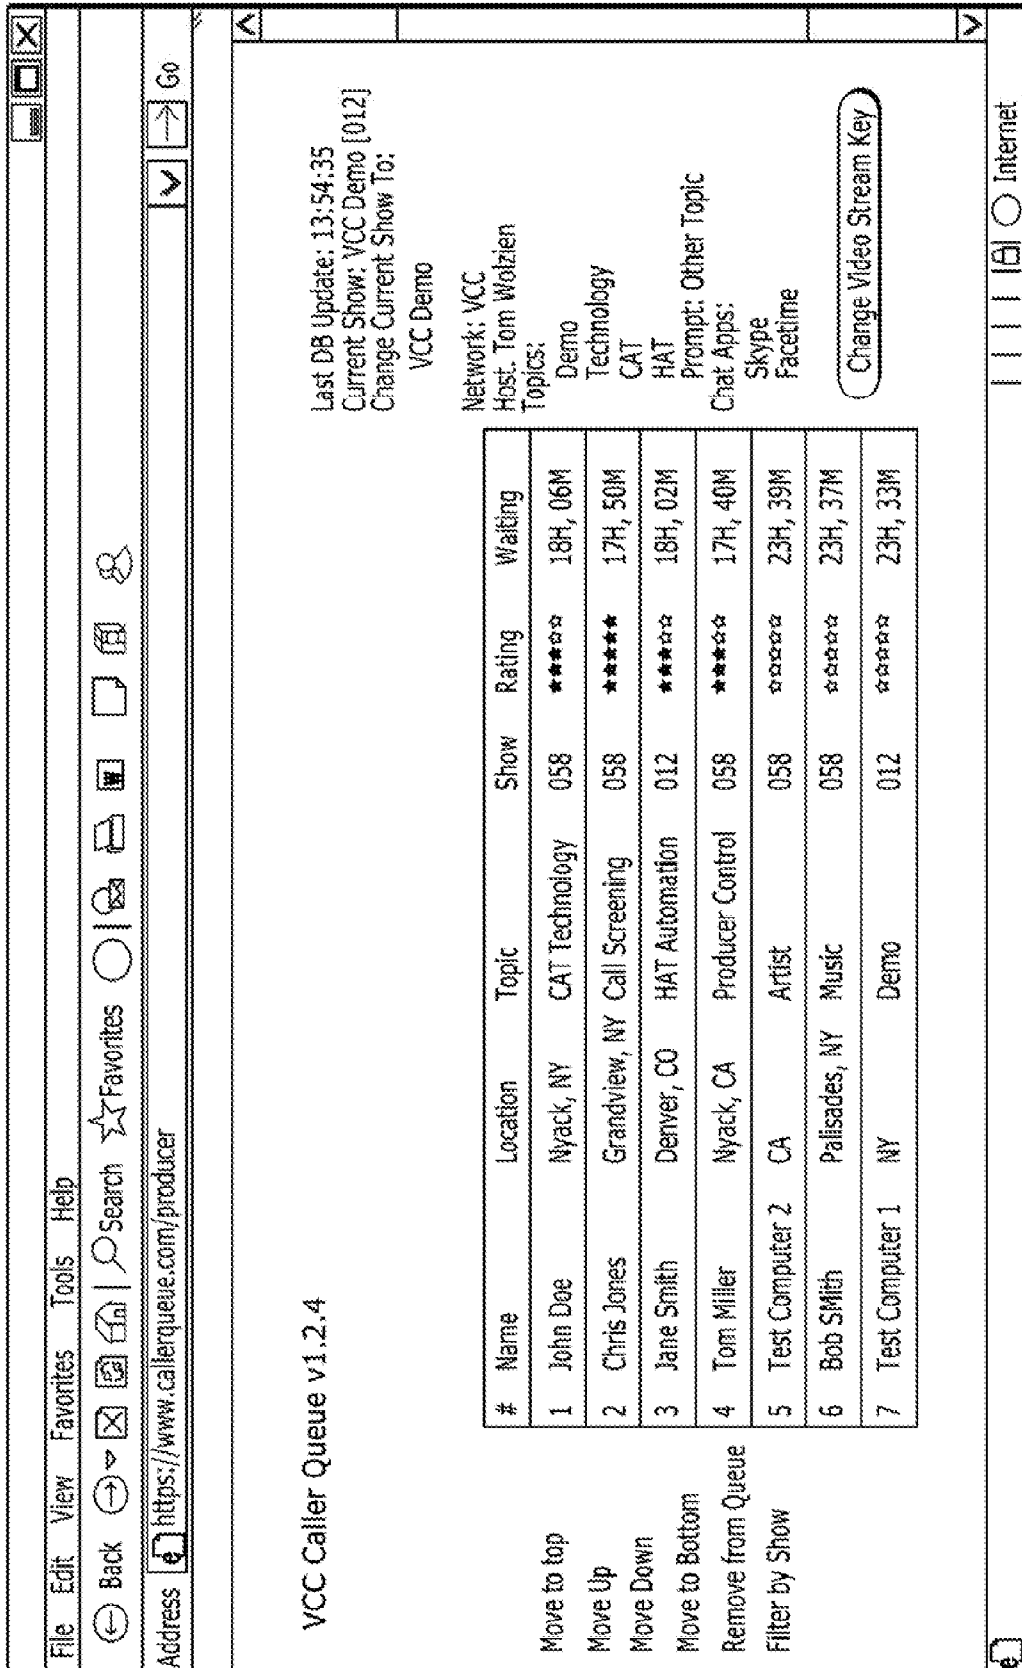 File Edit View Favorites Tools Help
Back Search Favorites W
Address e https://www.callerqueue.com/producer Go
VCC Caller Queue v1.2.4
Last DB Update: 13:54:35
Current Show: VCC Demo [012]
Change Current Show To:
VCC Demo
Network: VCC
Host. Tom Wolzien
Topics:
Demo
Technology
CAT
HAT
Prompt: Other Topic
Chat Apps:
Skype
Facetime
Change Video Stream Key
Move to top
Move Up
Move Down
Move to Bottom
Remove from Queue
Filter by Show
# Name Location Topic Show Rating Waiting
1 John Doe Nyack, NY CAT Technology 058 ★★★☆☆ 18H, 06M
2 Chris Jones Grandview, NY Call Screening 058 ★★★★★ 17H, 50M
3 Jane Smith Denver, CO HAT Automation 012 ★★★☆☆ 18H, 02M
4 Tom Miller Nyack, CA Producer Control 058 ★★★☆☆ 17H, 40M
5 Test Computer 2 CA Artist 058 ☆☆☆☆☆ 23H, 39M
6 Bob SMith Palisades, NY Music 058 ☆☆☆☆☆ 23H, 37M
7 Test Computer 1 NY Demo 012 ☆☆☆☆☆ 23H, 33M
e Internet